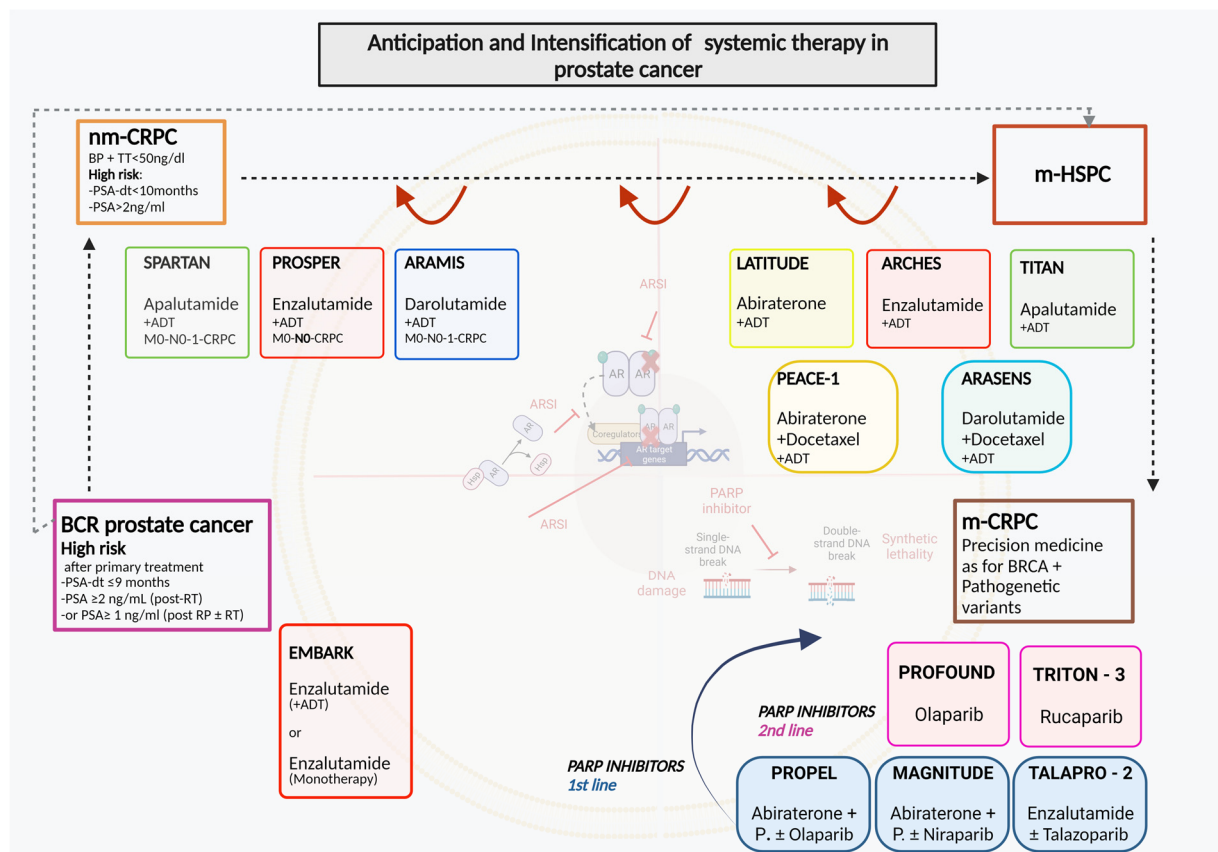 Anticipation and Intensification of systemic therapy in
prostate cancer
nm-CRPC
BP + TT<50ng/dl
High risk:
-PSA-dt<10months
-PSA>2ng/ml
m-HSPC
SPARTAN
Apalutamide
+ADT
M0-N0-1-CRPC
PROSPER
Enzalutamide
+ADT
M0-N0-CRPC
ARAMIS
Darolutamide
+ADT
M0-N0-1-CRPC
LATITUDE
Abiraterone
+ADT
ARCHES
Enzalutamide
+ADT
TITAN
Apalutamide
+ADT
PEACE-1
Abiraterone
+Docetaxel
+ADT
ARASENS
Darolutamide
+Docetaxel
+ADT
ARSI
AR
AR
ARSI
AR
Coregulators
AR
AR
AR target
genes
Hsp
AR
Hsp
ARSI
PARP
inhibitor
Single-
strand DNA
break
Double-
strand DNA
break
Synthetic
lethality
DNA
damage
BCR prostate cancer
High risk
after primary treatment
-PSA-dt ≤9 months
-PSA ≥2 ng/mL (post-RT)
-or PSA≥ 1 ng/ml (post RP ± RT)
m-CRPC
Precision medicine
as for BRCA +
Pathogenetic
variants
EMBARK
Enzalutamide
(+ADT)
or
Enzalutamide
(Monotherapy)
PARP INHIBITORS
2nd line
PROFOUND
Olaparib
TRITON - 3
Rucaparib
PARP INHIBITORS
1st line
PROPEL
Abiraterone +
P. ± Olaparib
MAGNITUDE
Abiraterone +
P. ± Niraparib
TALAPRO - 2
Enzalutamide
± Talazoparib